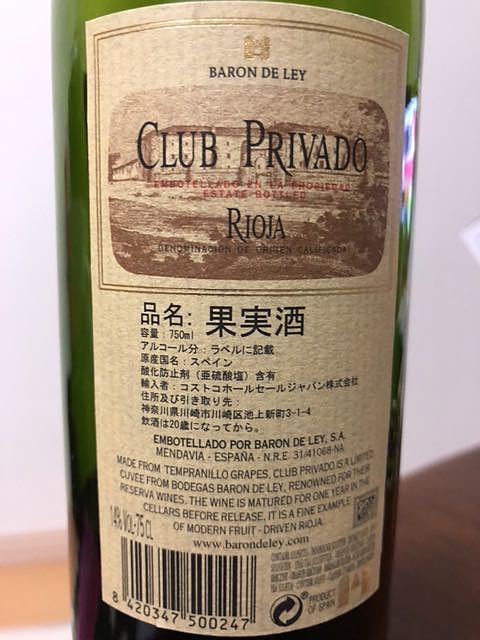 BARON DE LEY
CLUB PRIVADO
EMBOTELLADO EN LA PROPIEDAD
ESTATE BOTTLED
RIOJA
DENOMINACIÓN DE ORIGEN CALIFICADA
品名: 果実酒
容量：750ml
アルコール分：ラベルに記載
原産国名：スペイン
酸化防止剤（亜硫酸塩）含有
輸入者：コストコホールセールジャパン株式会社
住所及び引き取り先：
神奈川県川崎市川崎区池上新町3-1-4
飲酒は20歳になってから。
EMBOTELLADO POR BARON DE LEY, S.A.
MENDAVIA - ESPAÑA - N.R.E. 31/41068-NA
MADE FROM TEMPRANILLO GRAPES, CLUB PRIVADO IS A LIMITED
CUVÉE FROM BODEGAS BARON DE LEY, RENOWNED FOR THEIR
RESERVA WINES. THE WINE IS MATURED FOR ONE YEAR IN THE
CELLARS BEFORE RELEASE, IT IS A FINE EXAMPLE
OF MODERN FRUIT - DRIVEN RIOJA.
www.barondeley.com
14% VOL-75 CL
8 420347 500247
PRODUCT
OF SPAIN